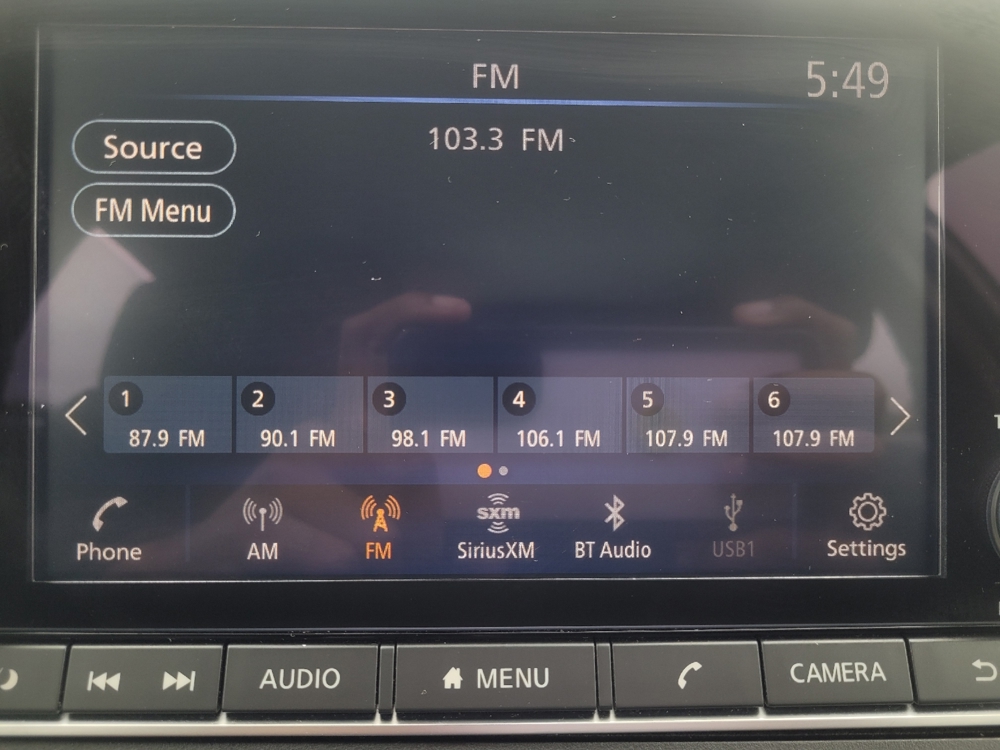 FM 5:49
Source
103.3 FM
FM Menu
1 2 3 4 5 6
87.9 FM 90.1 FM 98.1 FM 106.1 FM 107.9 FM 107.9 FM
sxm
Phone AM FM SiriusXM BT Audio USB1 Settings
AUDIO MENU CAMERA